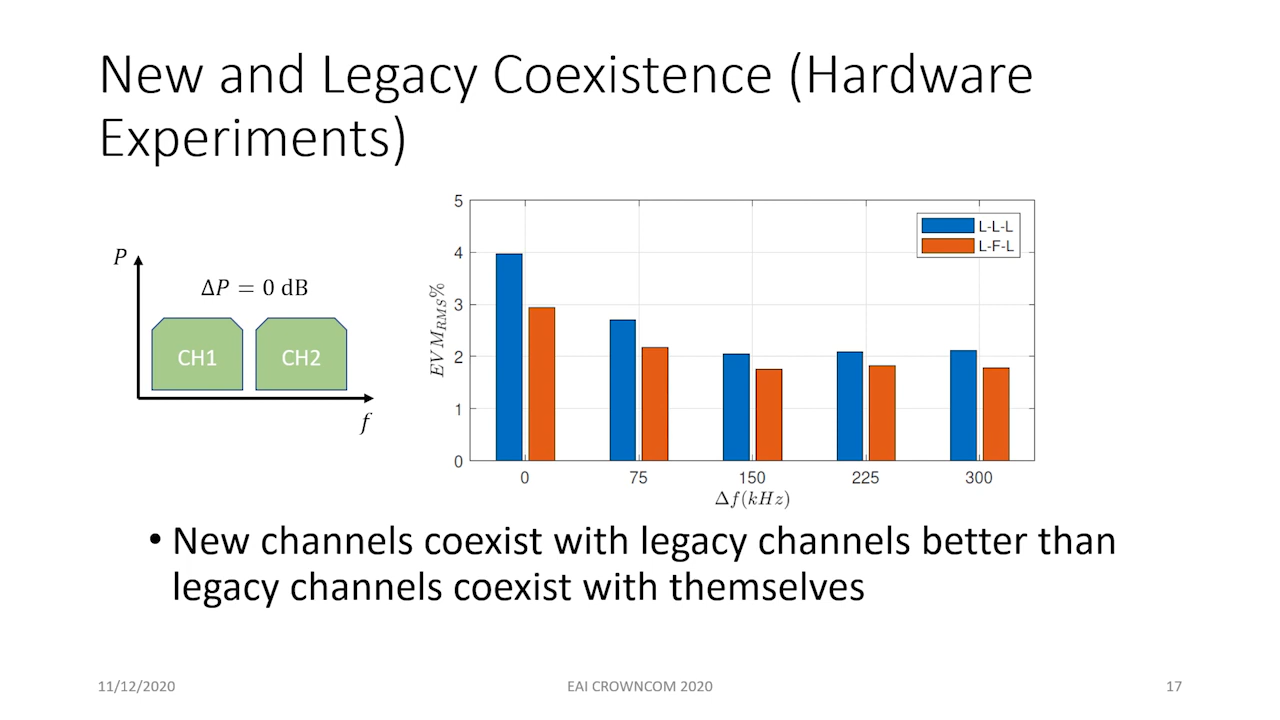 New and Legacy Coexistence (Hardware
Experiments)
P
ΔP = 0 dB
CH1
CH2
f
5
4
3
2
1
0
EVM_{RMS}%
L-L-L
L-F-L
0 75 150 225 300
Δf(kHz)
• New channels coexist with legacy channels better than
legacy channels coexist with themselves
11/12/2020
EAI CROWNCOM 2020
17